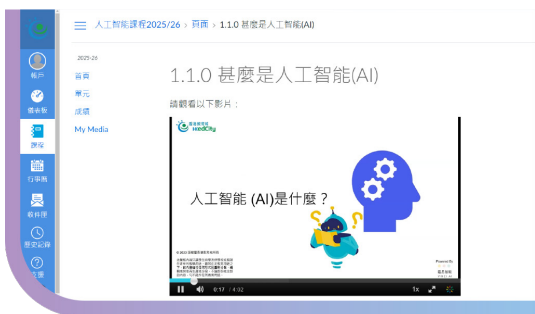 人工智能課程2025/26 › 頁面 › 1.1.0 甚麼是人工智能(AI)
帳戶
儀表板
課程
行事曆
收件匣
歷史記錄
2025-26
首頁
單元
成績
My Media
1.1.0 甚麼是人工智能(AI)
請觀看以下影片：
HKEdCity
人工智能 (AI)是什麼？
0:17 / 4:02
1x